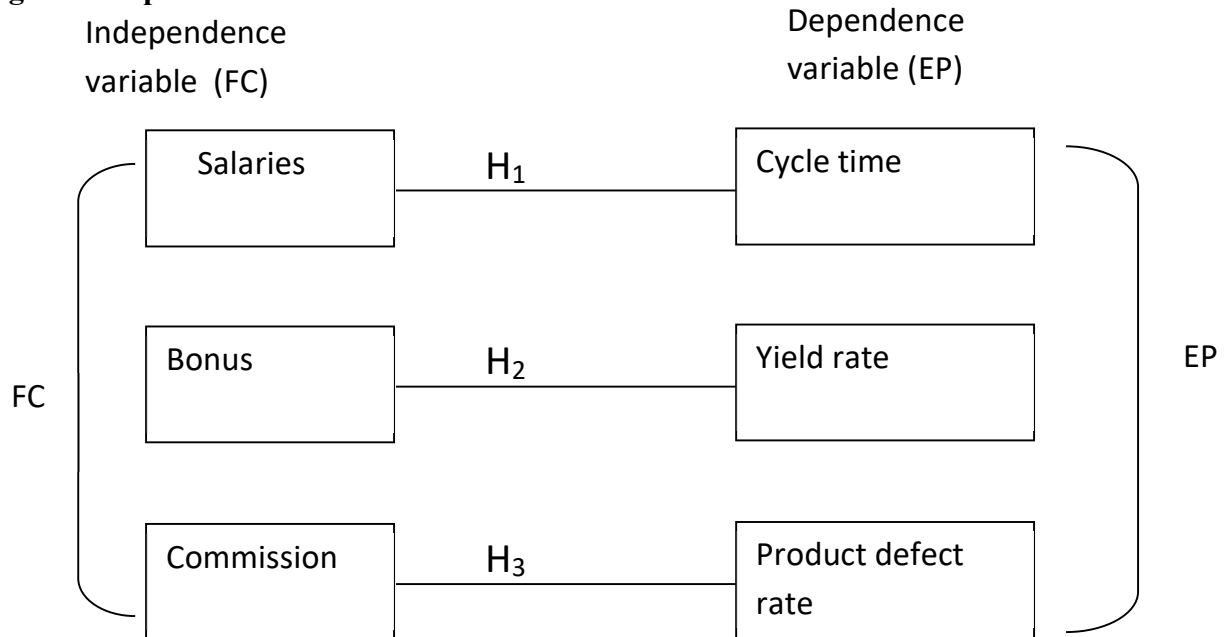 Independence
variable (FC)
Dependence
variable (EP)
Salaries
H1
Cycle time
Bonus
H2
Yield rate
FC
EP
Commission
H3
Product defect
rate